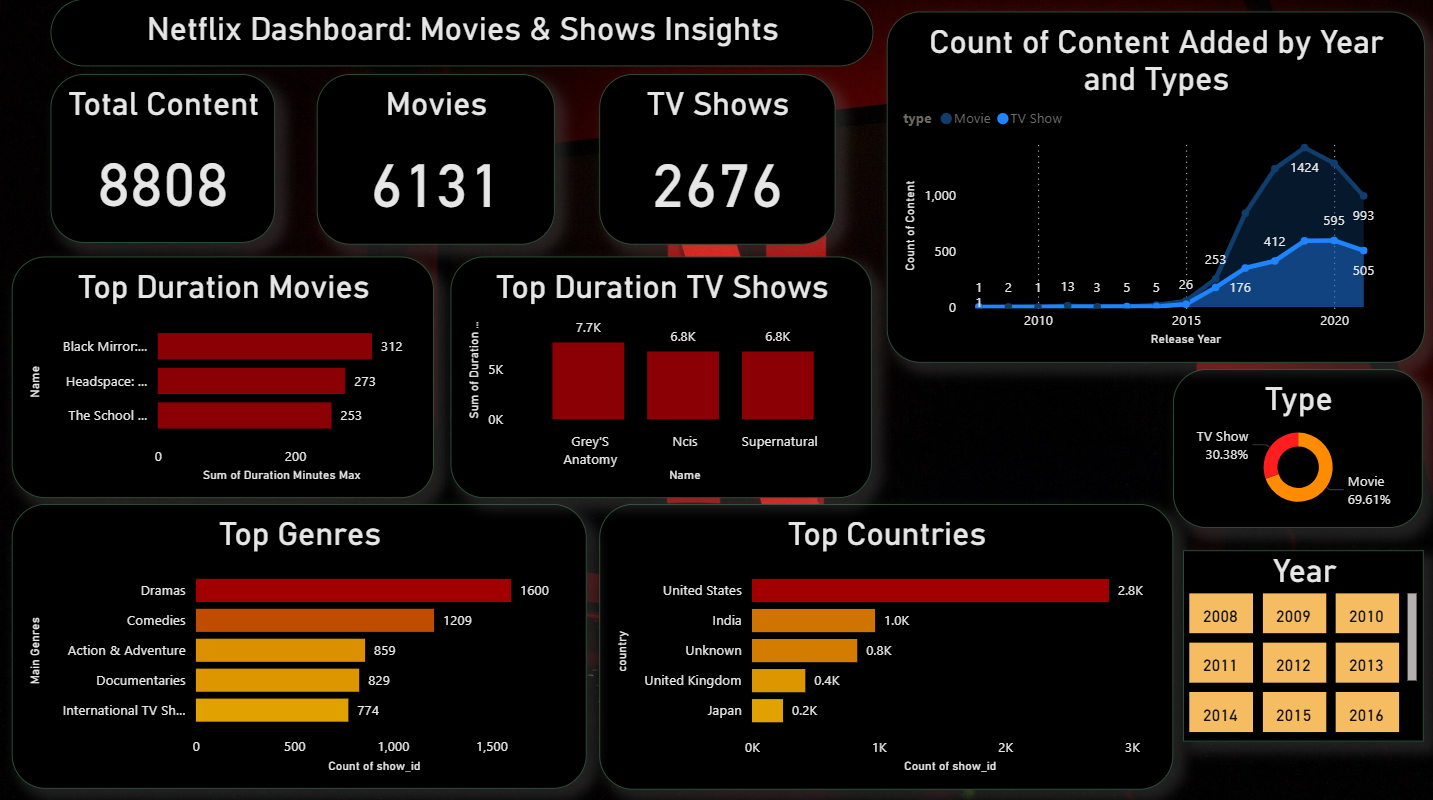 Netflix Dashboard: Movies & Shows Insights
Total Content
8808
Movies
6131
TV Shows
2676
Count of Content Added by Year
and Types
type
Movie
TV Show
Count of Content
1,000
500
0
1
1
2
1
13
3
5
5
26
253
176
412
1424
595
993
505
2010
2015
2020
Release Year
Top Duration Movies
Name
Black Mirror:...
312
Headspace: ...
273
The School ...
253
0
200
Sum of Duration Minutes Max
Top Duration TV Shows
Sum of Duration ...
5K
0K
7.7K
6.8K
6.8K
Grey'S
Anatomy
Ncis
Supernatural
Name
Type
TV Show
30.38%
Movie
69.61%
Top Genres
Main Genres
Dramas
1600
Comedies
1209
Action & Adventure
859
Documentaries
829
International TV Sh...
774
0
500
1,000
1,500
Count of show_id
Top Countries
country
United States
2.8K
India
1.0K
Unknown
0.8K
United Kingdom
0.4K
Japan
0.2K
0K
1K
2K
3K
Count of show_id
Year
2008
2009
2010
2011
2012
2013
2014
2015
2016